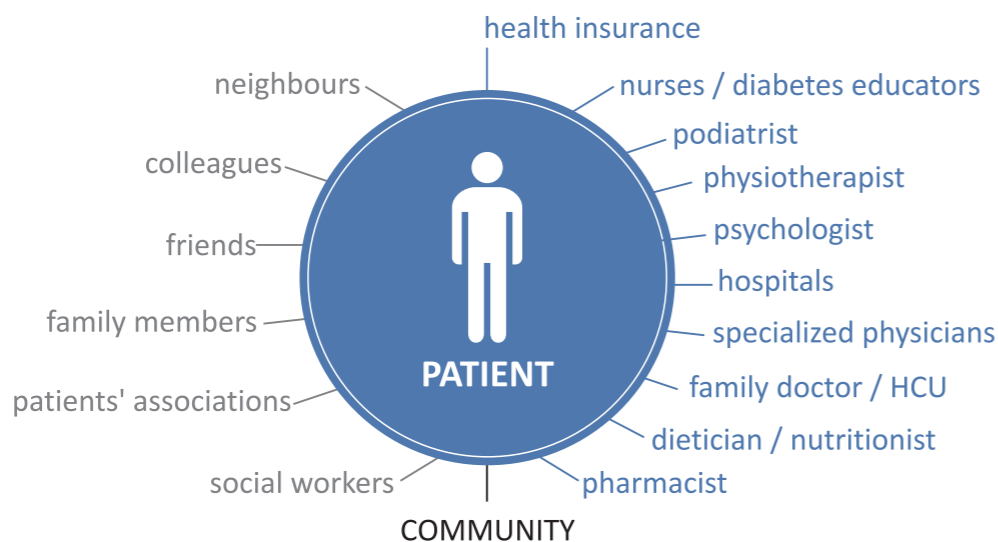 health insurance
neighbours
nurses / diabetes educators
podiatrist
colleagues
physiotherapist
psychologist
friends
hospitals
family members
specialized physicians
PATIENT
family doctor / HCU
patients' associations
dietician / nutritionist
social workers
pharmacist
COMMUNITY